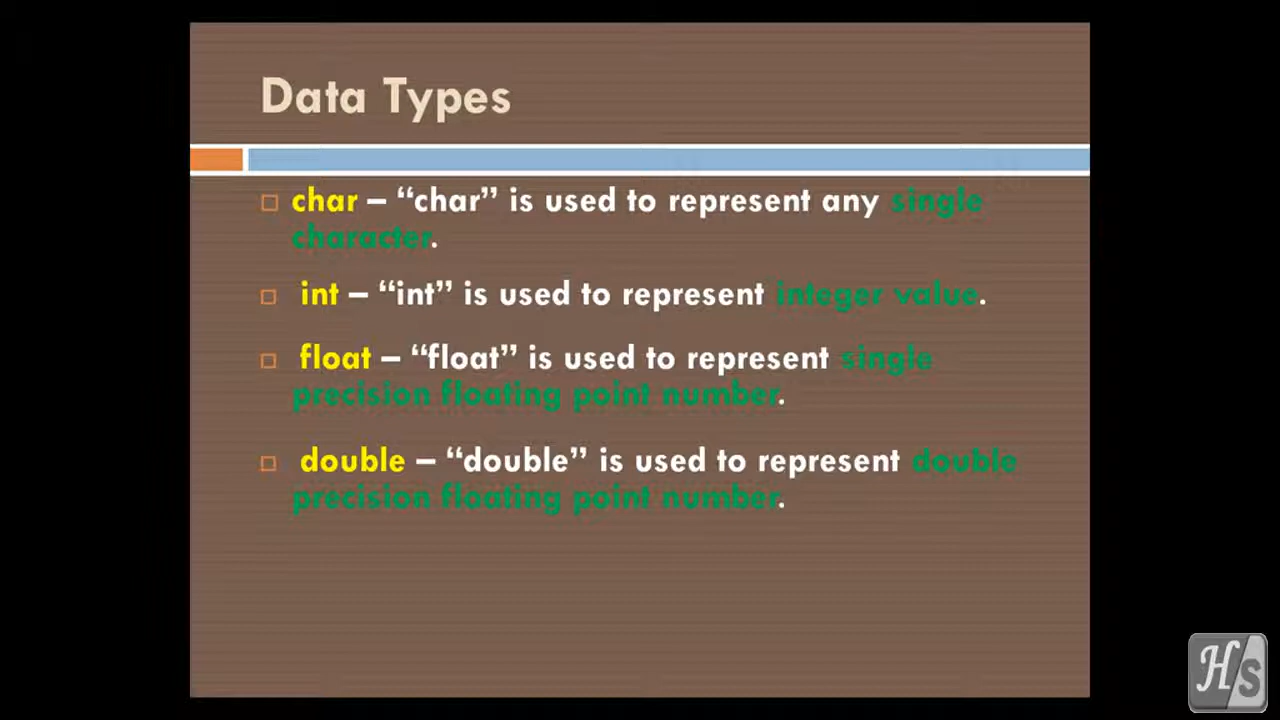 Data Types
char – “char” is used to represent any single
character.
int – “int” is used to represent integer value.
float – “float” is used to represent single
precision floating point number.
double – “double” is used to represent double
precision floating point number.
H/S